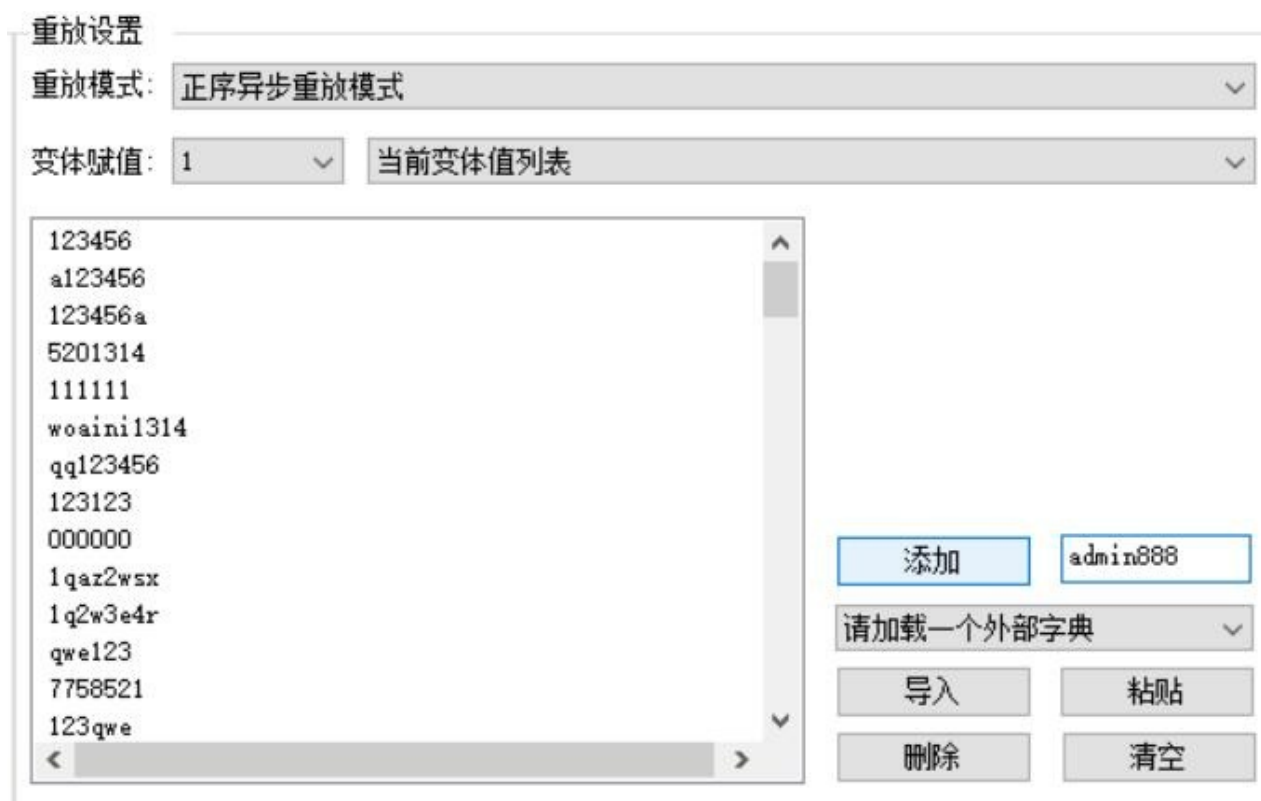 重放设置
重放模式: 正序异步重放模式
变体赋值: 1 当前变体值列表
123456
a123456
123456a
5201314
111111
woaini1314
qq123456
123123
000000
1qaz2wsx
1q2w3e4r
qwe123
7758521
123qwe
添加 admin888
请加载一个外部字典
导入 粘贴
删除 清空